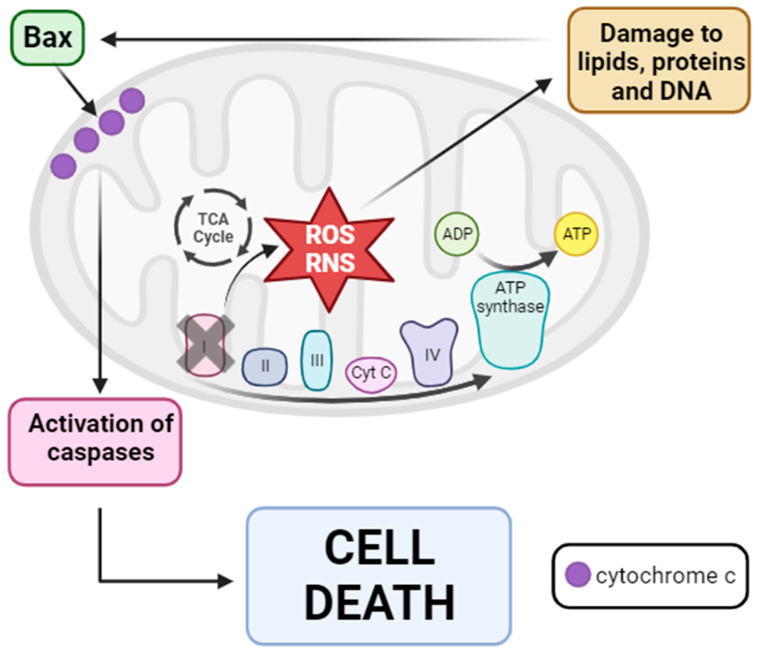 Bax
Damage to
lipids, proteins
and DNA
TCA
Cycle
ROS
RNS
ADP
ATP
ATP
synthase
I
II
III
Cyt C
IV
Activation of
caspases
CELL
DEATH
cytochrome c